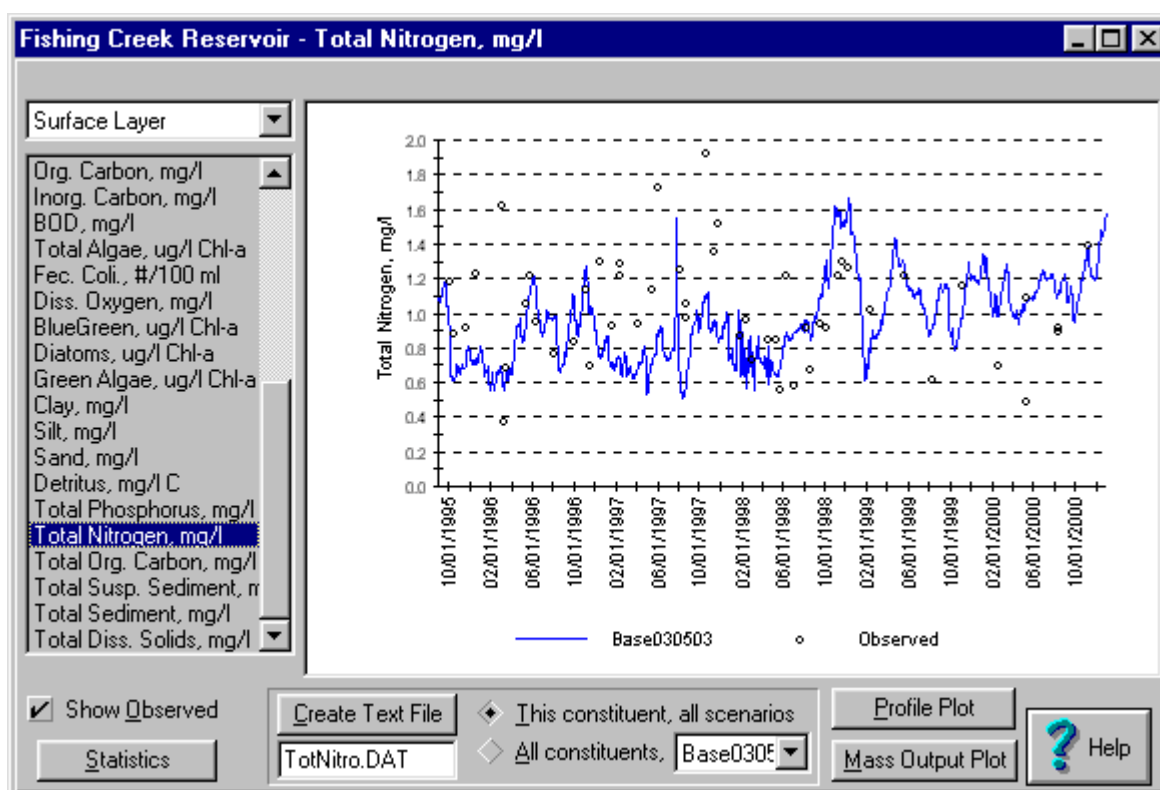 Fishing Creek Reservoir - Total Nitrogen, mg/l
Surface Layer
Org. Carbon, mg/l
Inorg. Carbon, mg/l
BOD, mg/l
Total Algae, ug/l Chl-a
Fec. Coli., #/100 ml
Diss. Oxygen, mg/l
BlueGreen, ug/l Chl-a
Diatoms, ug/l Chl-a
Green Algae, ug/l Chl-a
Clay, mg/l
Silt, mg/l
Sand, mg/l
Detritus, mg/l C
Total Phosphorus, mg/l
Total Nitrogen, mg/l
Total Org. Carbon, mg/l
Total Susp. Sediment, m
Total Sediment, mg/l
Total Diss. Solids, mg/l
Total Nitrogen, mg/l
2.0
1.8
1.6
1.4
1.2
1.0
0.8
0.6
0.4
0.2
0.0
10/01/1995
02/01/1996
06/01/1996
10/01/1996
02/01/1997
06/01/1997
10/01/1997
02/01/1998
06/01/1998
10/01/1998
02/01/1999
06/01/1999
10/01/1999
02/01/2000
06/01/2000
10/01/2000
Base030503
Observed
Show Observed
Statistics
Create Text File
TotNitro.DAT
This constituent, all scenarios
All constituents,
Base0305
Profile Plot
Mass Output Plot
? Help